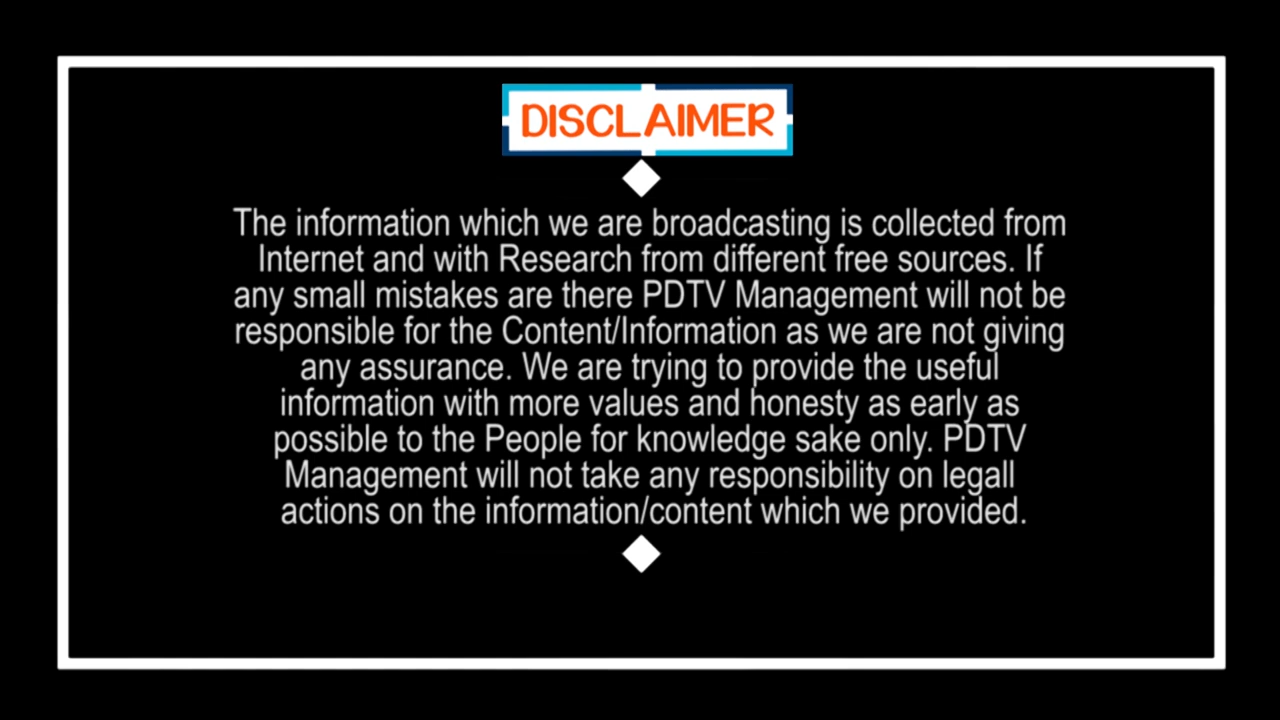 DISCLAIMER
The information which we are broadcasting is collected from
Internet and with Research from different free sources. If
any small mistakes are there PDTV Management will not be
responsible for the Content/Information as we are not giving
any assurance. We are trying to provide the useful
information with more values and honesty as early as
possible to the People for knowledge sake only. PDTV
Management will not take any responsibility on legall
actions on the information/content which we provided.